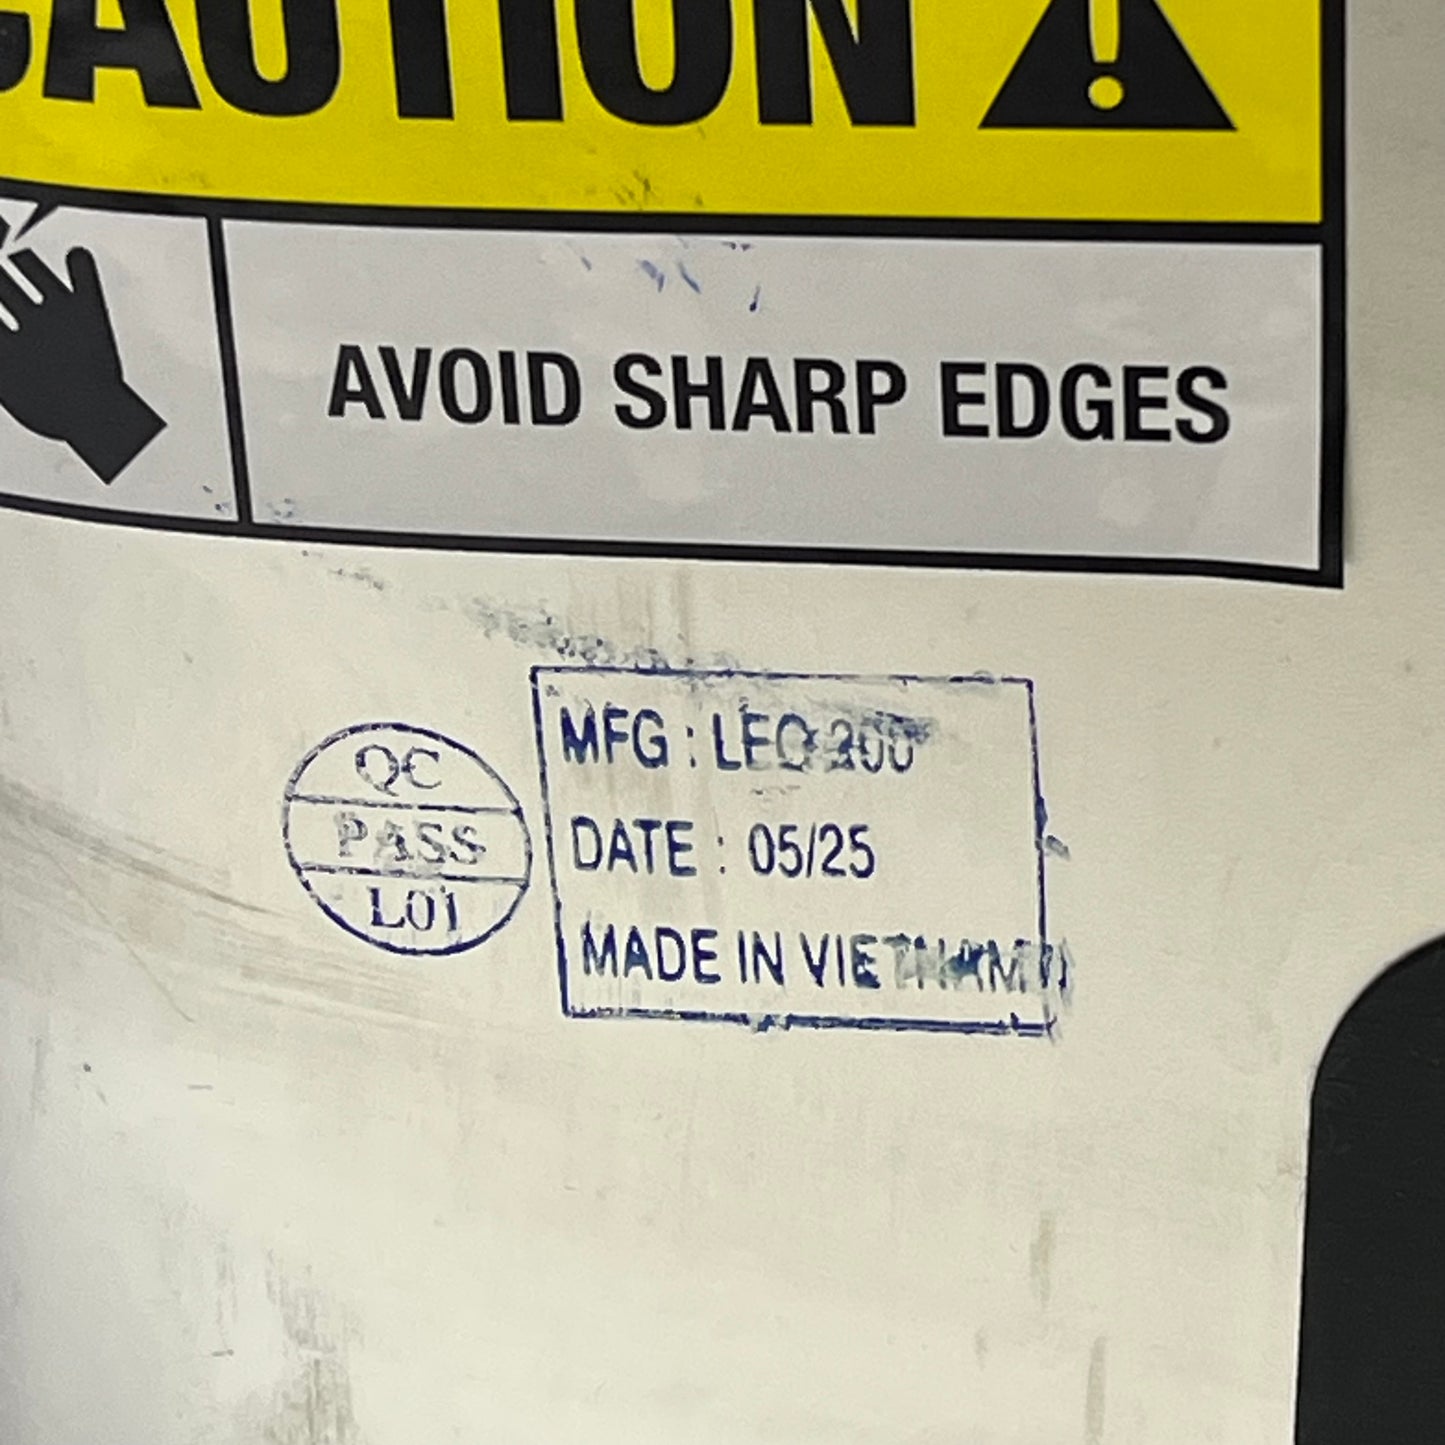 CAUTION
AVOID SHARP EDGES
QC
PASS
L01
MFG :
DATE : 05/25
MADE IN VIETNAM